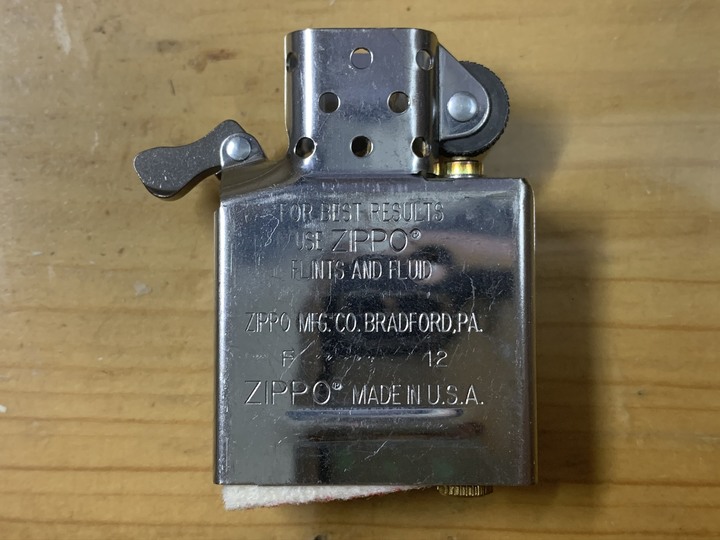 FOR BEST RESULTS
USE ZIPPO®
FLINTS AND FLUID
ZIPPO MFG. CO. BRADFORD, PA.
F 12
ZIPPO® MADE IN U.S.A.